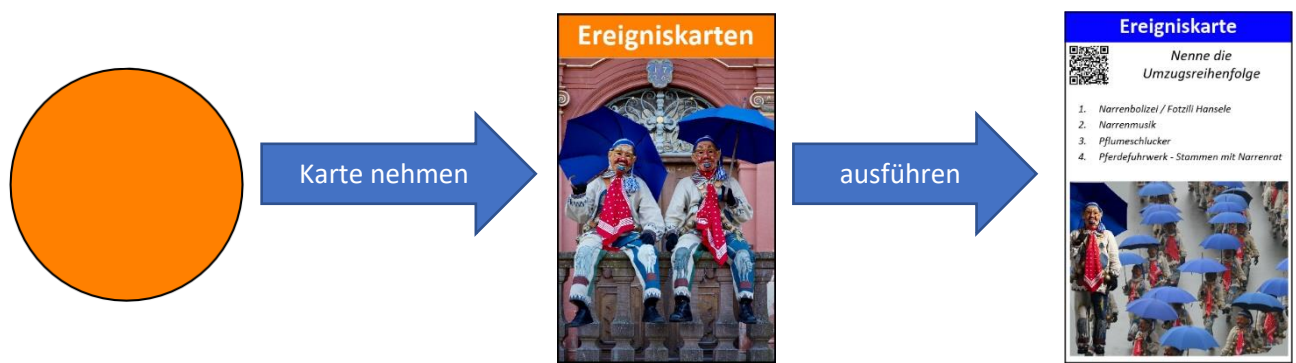 Karte nehmen
Ereigniskarten
17
ausführen
Ereigniskarte
Nenne die
Umzugsreihenfolge
1. Narrenbolizei / Fotzili Hansele
2. Narrenmusik
3. Pflumeschlucker
4. Pferdefuhrwerk - Stammen mit Narrenrat